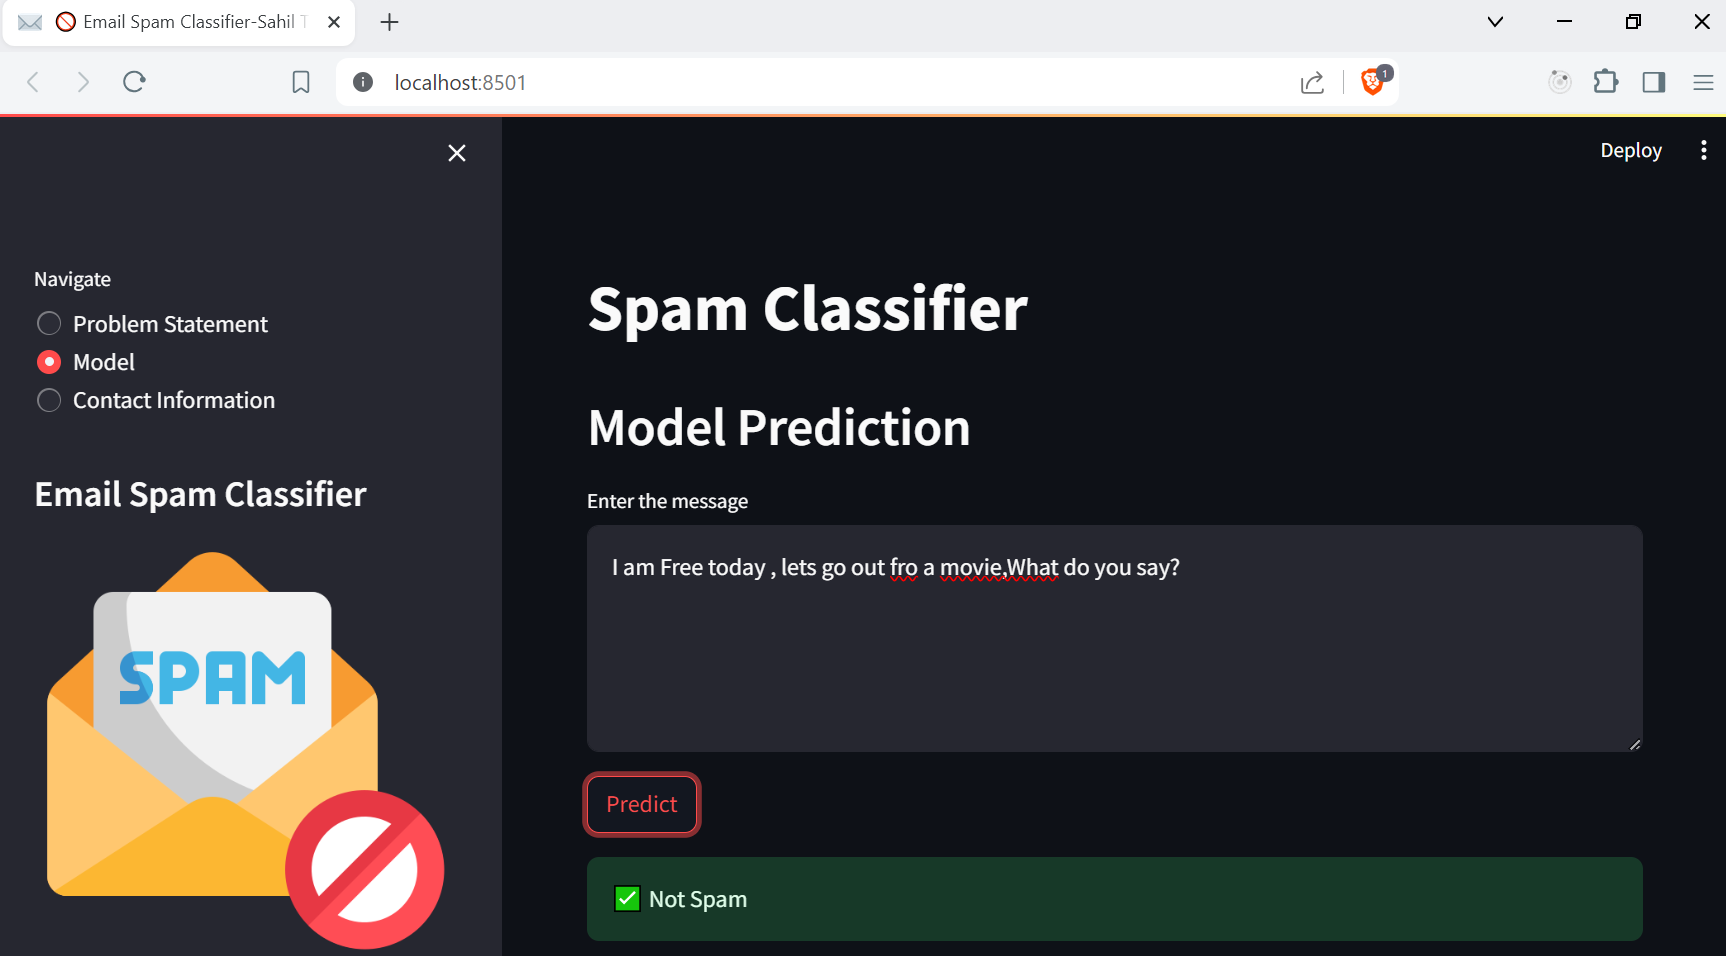 Email Spam Classifier-Sahil T
localhost:8501
1
Deploy
Navigate
Problem Statement
Model
Contact Information
Email Spam Classifier
SPAM
Spam Classifier
Model Prediction
Enter the message
I am Free today , lets go out fro a movie,What do you say?
Predict
Not Spam